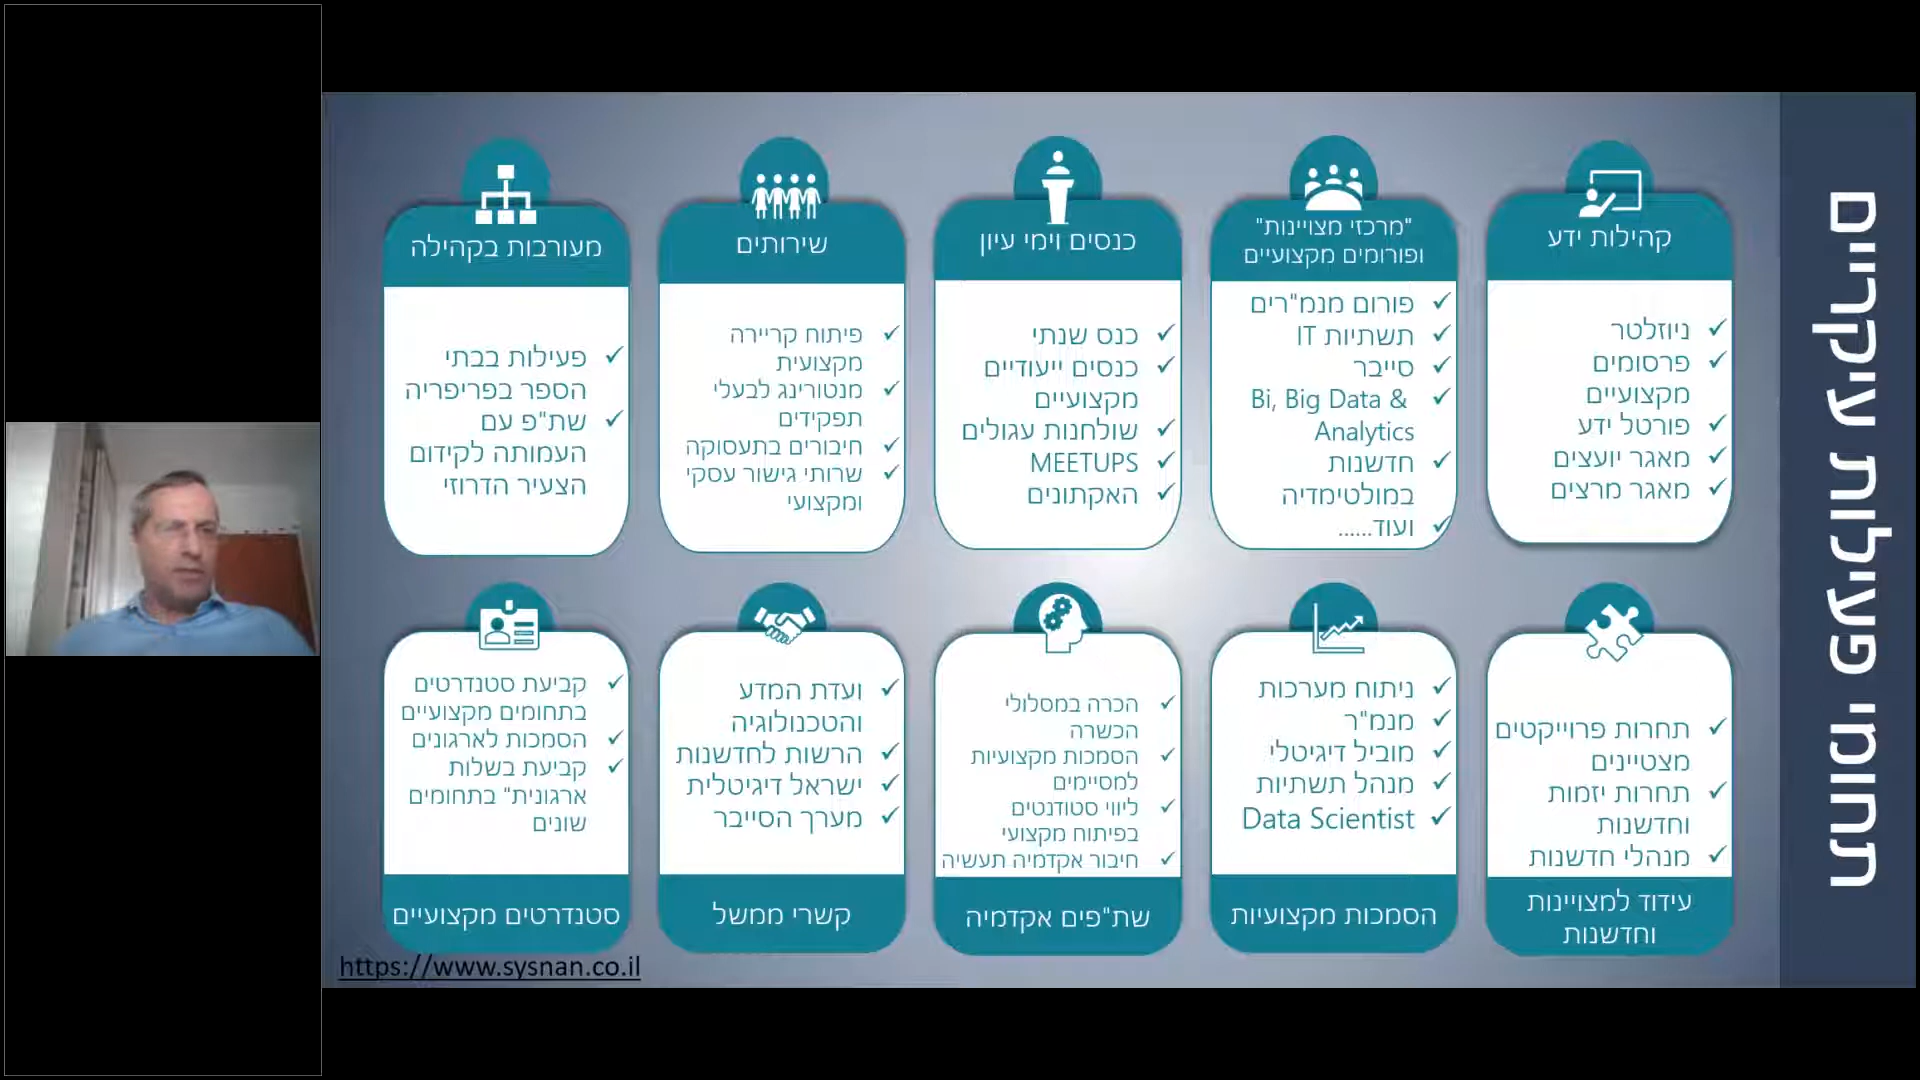 תחומי פעילות עיקריים
קהילות ידע
ניוזלטר
פרסומים
מקצועיים
פורטל ידע
מאגר יועצים
מאגר מרצים
"מרכזי מצויינות"
ופורומים מקצועיים
פורום מנמ"רים
תשתיות IT
סייבר
Bi, Big Data &
Analytics
חדשנות
במולטימדיה
ועוד......
כנסים וימי עיון
כנס שנתי
כנסים ייעודיים
מקצועיים
שולחנות עגולים
MEETUPS
האקתונים
שירותים
פיתוח קריירה
מקצועית
מנטורינג לבעלי
תפקידים
חיבורים בתעסוקה
שרותי גישור עסקי
ומקצועי
מעורבות בקהילה
פעילות בבתי
הספר בפריפריה
שת"פ עם
העמותה לקידום
הצעיר הדרוזי
תחרות פרוייקטים
מצטיינים
תחרות יזמות
וחדשנות
מנהלי חדשנות
עידוד למצויינות
וחדשנות
ניתוח מערכות
מנמ"ר
מוביל דיגיטלי
מנהל תשתיות
Data Scientist
הסמכות מקצועיות
הכרה במסלולי
הכשרה
הסמכות מקצועיות
למסיימים
ליווי סטודנטים
בפיתוח מקצועי
חיבור אקדמיה תעשיה
שת"פים אקדמיה
ועדת המדע
והטכנולוגיה
הרשות לחדשנות
ישראל דיגיטלית
מערך הסייבר
קשרי ממשל
קביעת סטנדרטים
בתחומים מקצועיים
הסמכות לארגונים
קביעת בשלות
ארגונית" בתחומים
שונים
סטנדרטים מקצועיים
https://www.sysnan.co.il